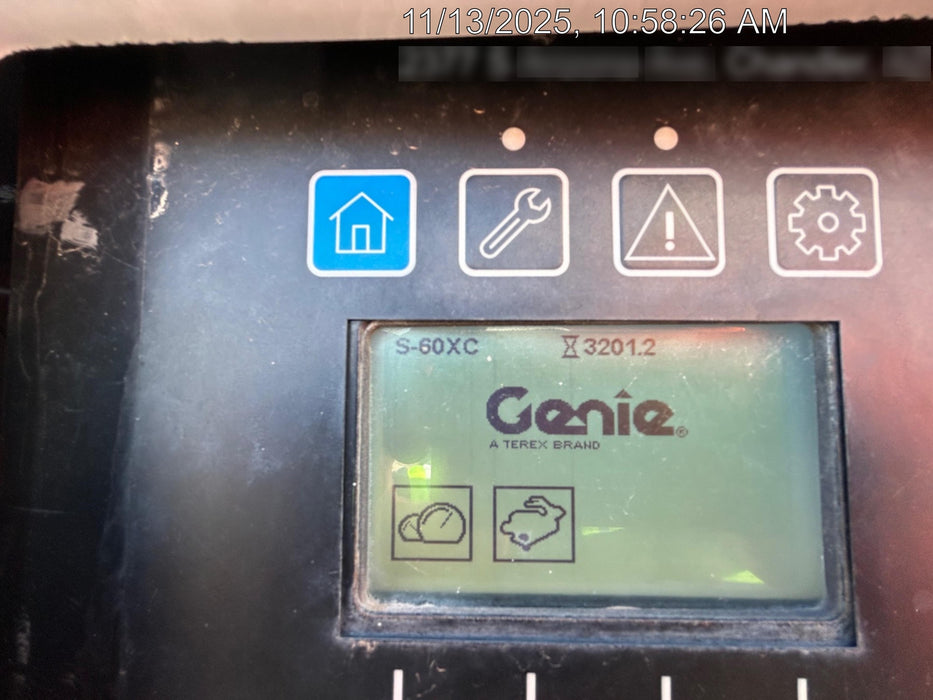 11/13/2025, 10:58:26 AM
S-60XC 3201.2
Genie®
A TEREX BRAND